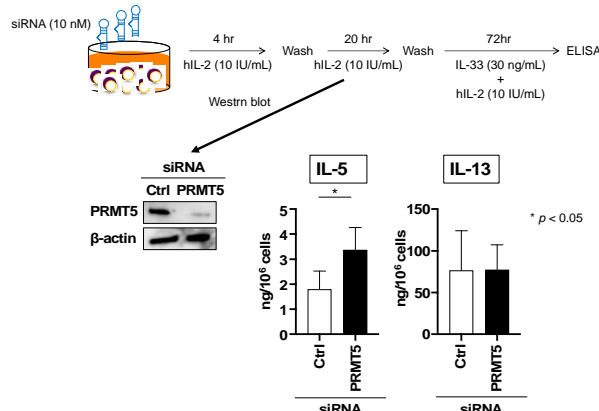 siRNA (10 nM)
4 hr
hIL-2 (10 IU/mL)
Wash
20 hr
hIL-2 (10 IU/mL)
Wash
72hr
IL-33 (30 ng/mL)
+
hIL-2 (10 IU/mL)
ELISA
Westrn blot
siRNA
Ctrl PRMT5
PRMT5
β-actin
IL-5
*
ng/10⁶ cells
5
4
3
2
1
0
Ctrl
PRMT5
siRNA
IL-13
ng/10⁶ cells
150
100
50
0
Ctrl
PRMT5
siRNA
* p < 0.05